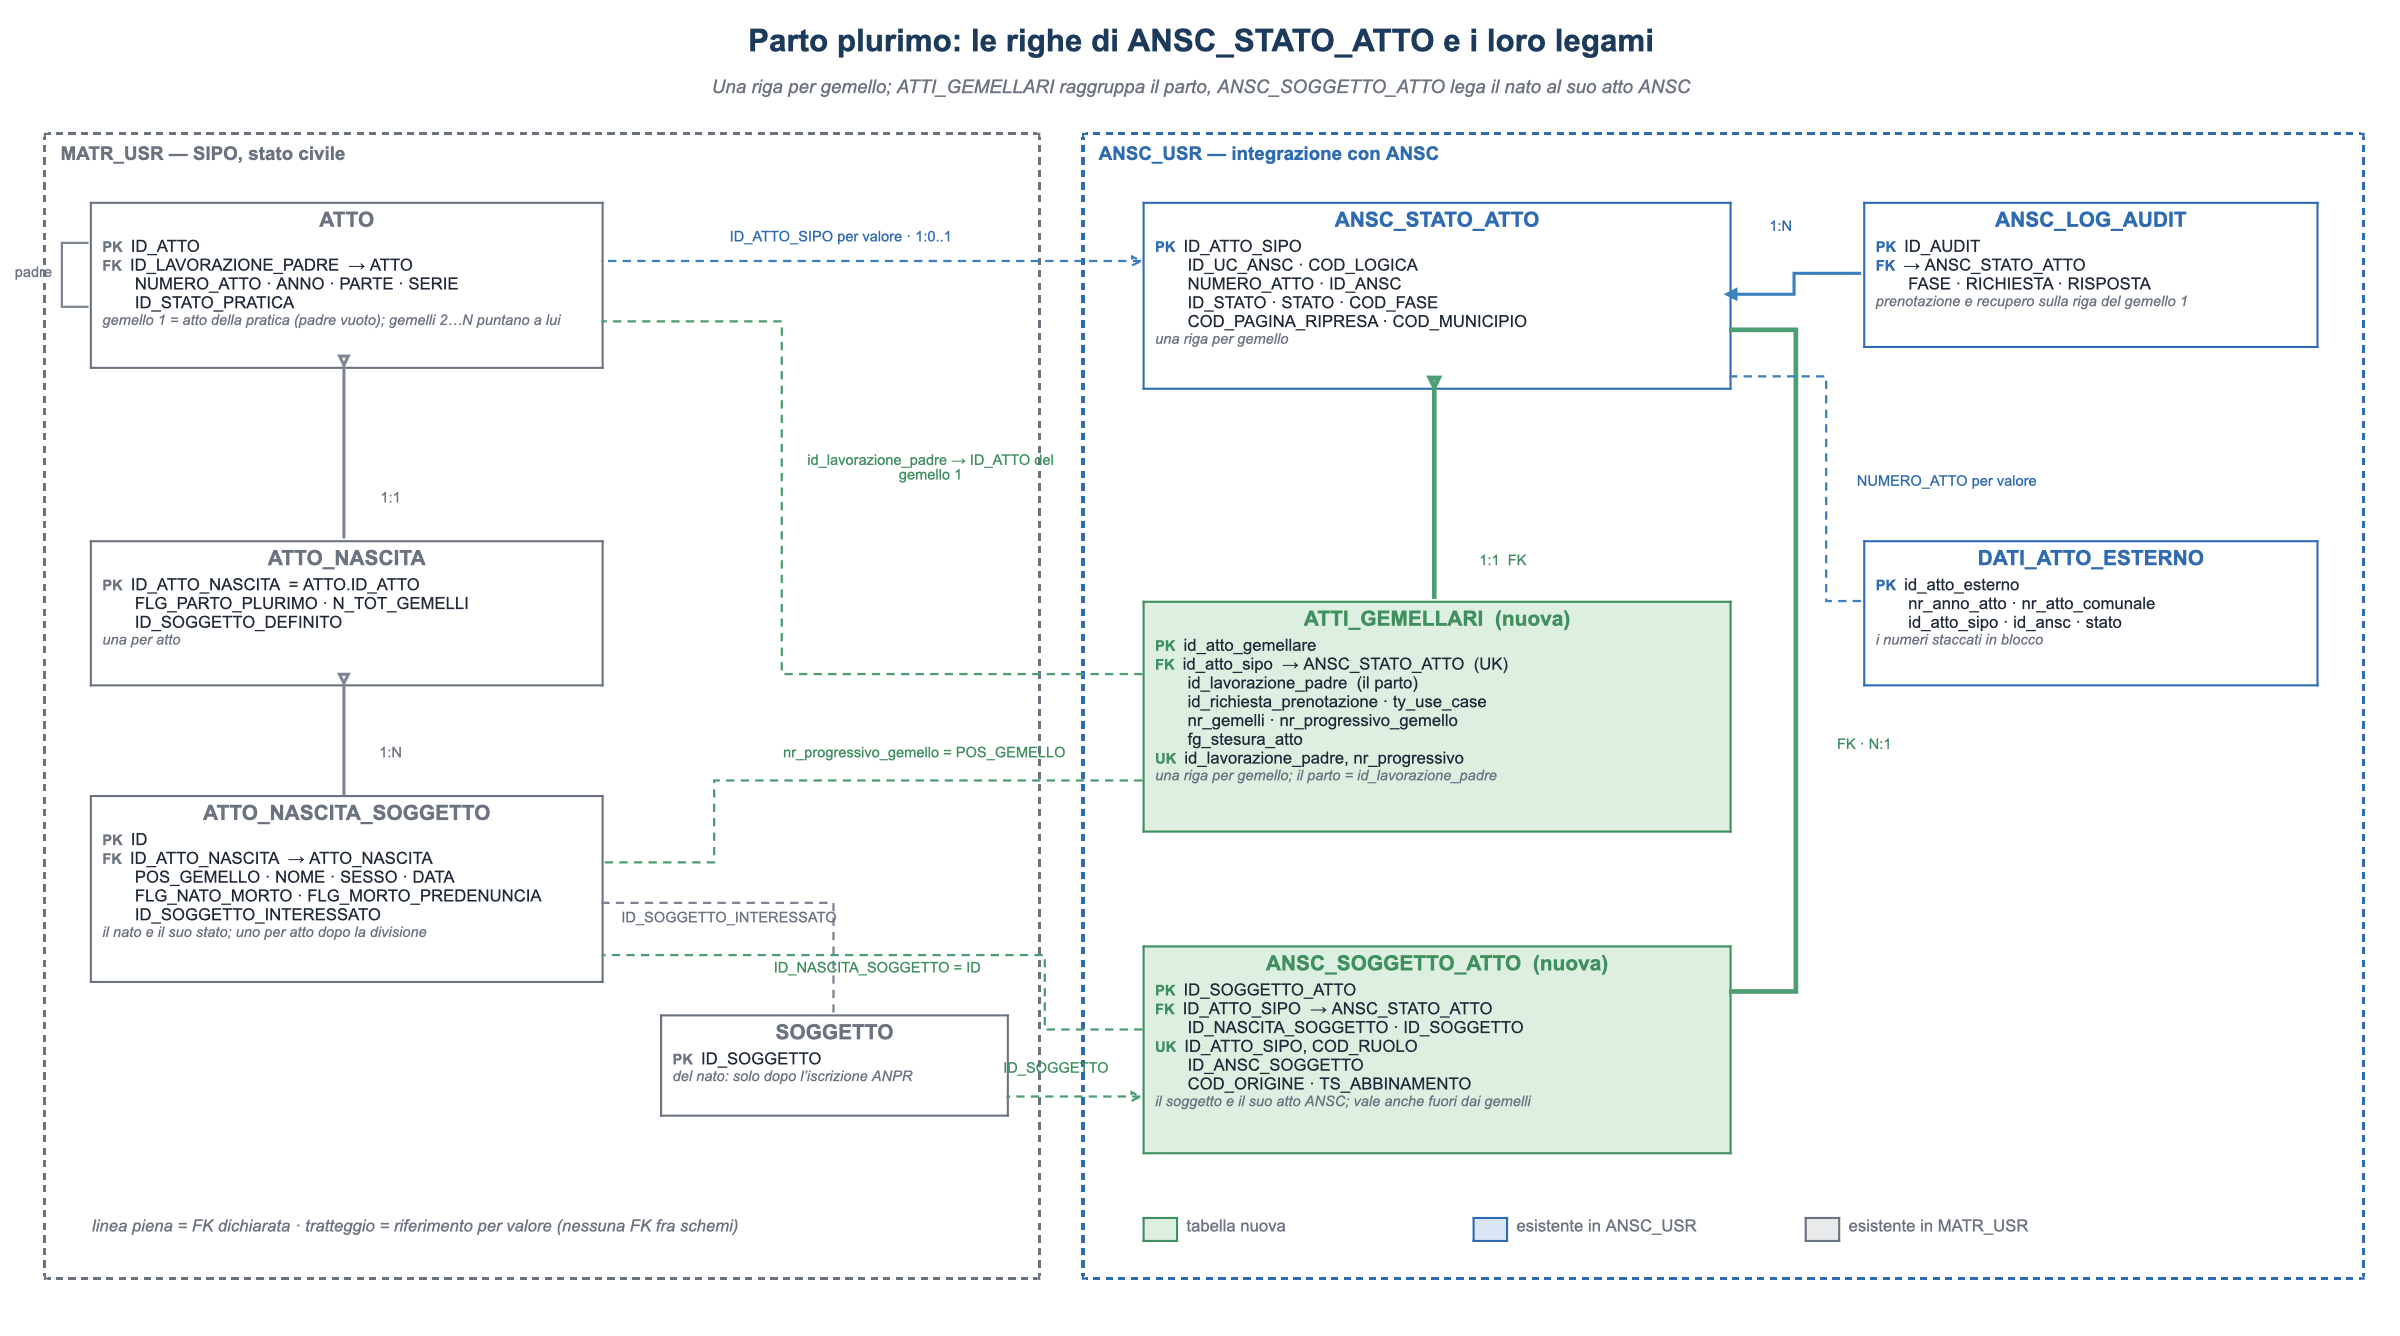 Parto plurimo: le righe di ANSC_STATO_ATTO e i loro legami
Una riga per gemello; ATTI_GEMELLARI raggruppa il parto, ANSC_SOGGETTO_ATTO lega il nato al suo atto ANSC
MATR_USR — SIPO, stato civile
ATTO
PK ID_ATTO
FK ID_LAVORAZIONE_PADRE → ATTO
NUMERO_ATTO · ANNO · PARTE · SERIE
ID_STATO_PRATICA
gemello 1 = atto della pratica (padre vuoto); gemelli 2…N puntano a lui
padre
1:1
ATTO_NASCITA
PK ID_ATTO_NASCITA = ATTO.ID_ATTO
FLG_PARTO_PLURIMO · N_TOT_GEMELLI
ID_SOGGETTO_DEFINITO
una per atto
1:N
ATTO_NASCITA_SOGGETTO
PK ID
FK ID_ATTO_NASCITA → ATTO_NASCITA
POS_GEMELLO · NOME · SESSO · DATA
FLG_NATO_MORTO · FLG_MORTO_PREDENUNCIA
ID_SOGGETTO_INTERESSATO
il nato e il suo stato; uno per atto dopo la divisione
ID_SOGGETTO_INTERESSATO
SOGGETTO
PK ID_SOGGETTO
del nato: solo dopo l'iscrizione ANPR
ID_ATTO_SIPO per valore · 1:0..1
id_lavorazione_padre → ID_ATTO del
gemello 1
nr_progressivo_gemello = POS_GEMELLO
ID_NASCITA_SOGGETTO = ID
ID_SOGGETTO
linea piena = FK dichiarata · tratteggio = riferimento per valore (nessuna FK fra schemi)
ANSC_USR — integrazione con ANSC
ANSC_STATO_ATTO
PK ID_ATTO_SIPO
ID_UC_ANSC · COD_LOGICA
NUMERO_ATTO · ID_ANSC
ID_STATO · STATO · COD_FASE
COD_PAGINA_RIPRESA · COD_MUNICIPIO
una riga per gemello
1:N
ANSC_LOG_AUDIT
PK ID_AUDIT
FK → ANSC_STATO_ATTO
FASE · RICHIESTA · RISPOSTA
prenotazione e recupero sulla riga del gemello 1
NUMERO_ATTO per valore
1:1 FK
DATI_ATTO_ESTERNO
PK id_atto_esterno
nr_anno_atto · nr_atto_comunale
id_atto_sipo · id_ansc · stato
i numeri staccati in blocco
ATTI_GEMELLARI (nuova)
PK id_atto_gemellare
FK id_atto_sipo → ANSC_STATO_ATTO (UK)
id_lavorazione_padre (il parto)
id_richiesta_prenotazione · ty_use_case
nr_gemelli · nr_progressivo_gemello
fg_stesura_atto
UK id_lavorazione_padre, nr_progressivo
una riga per gemello; il parto = id_lavorazione_padre
FK · N:1
ANSC_SOGGETTO_ATTO (nuova)
PK ID_SOGGETTO_ATTO
FK ID_ATTO_SIPO → ANSC_STATO_ATTO
ID_NASCITA_SOGGETTO · ID_SOGGETTO
UK ID_ATTO_SIPO, COD_RUOLO
ID_ANSC_SOGGETTO
COD_ORIGINE · TS_ABBINAMENTO
il soggetto e il suo atto ANSC; vale anche fuori dai gemelli
tabella nuova
esistente in ANSC_USR
esistente in MATR_USR